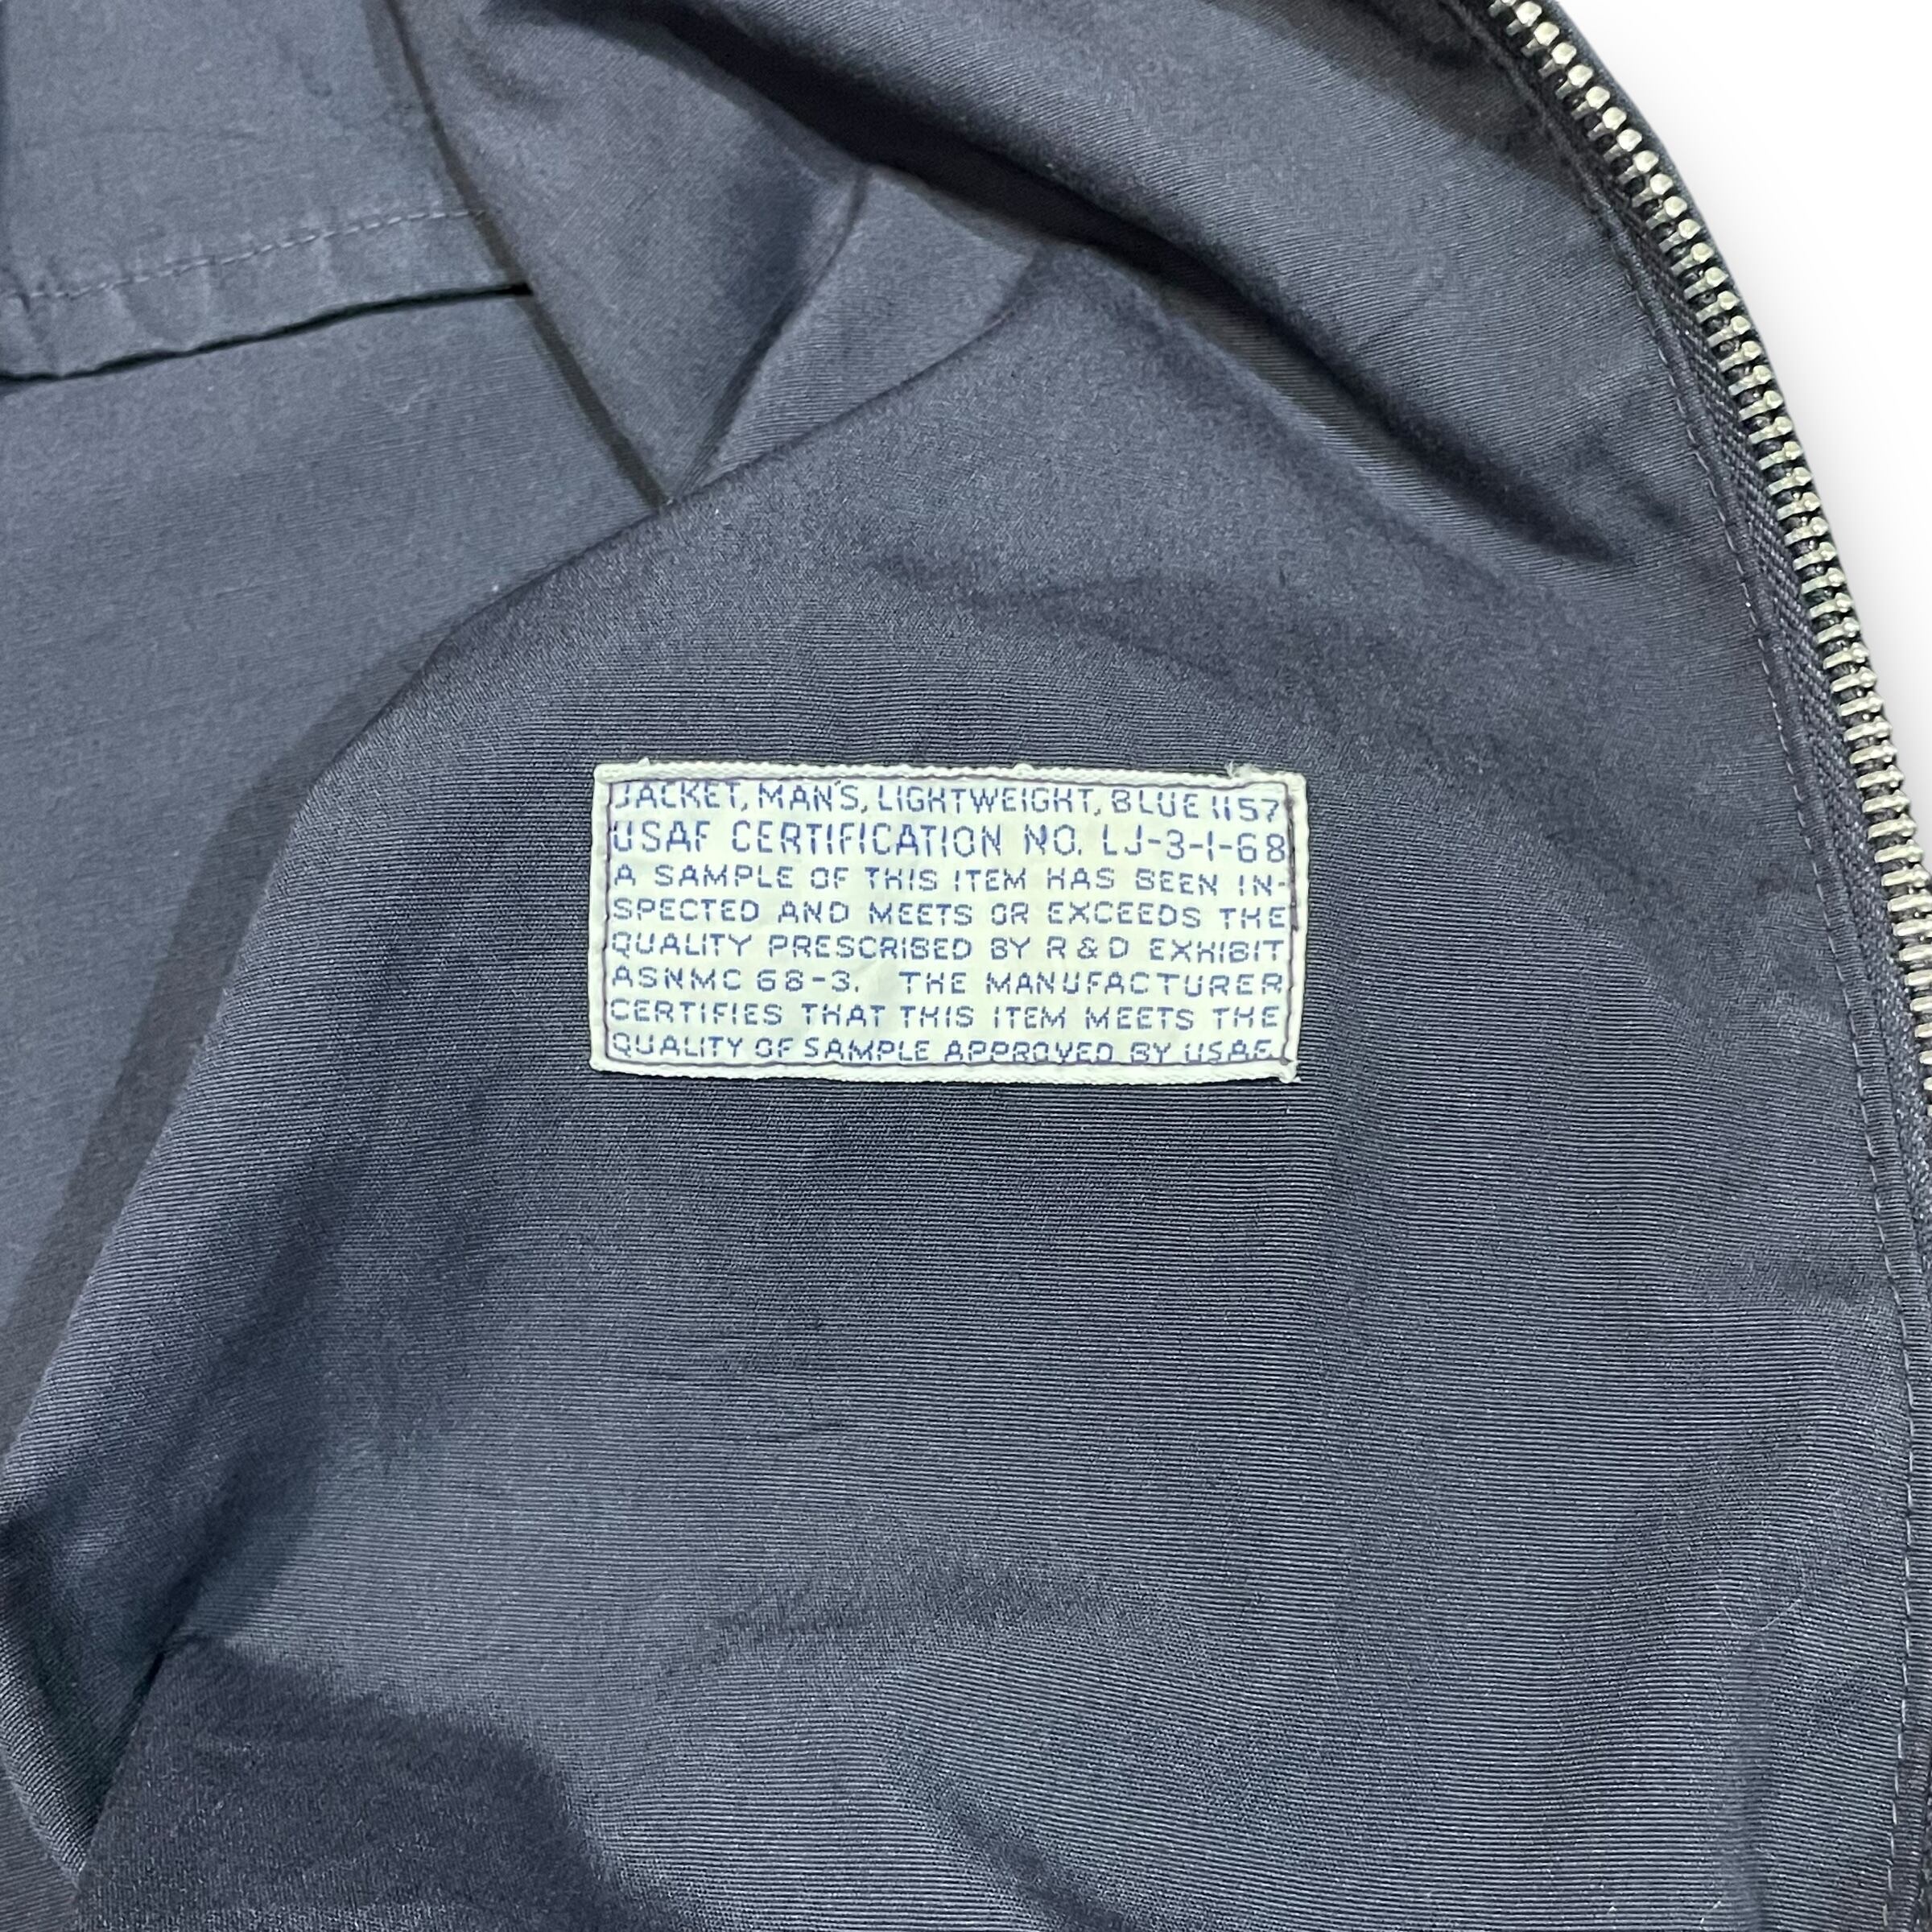 JACKET, MAN'S, LIGHTWEIGHT, BLUE 1157
USAF CERTIFICATION NO. LJ-3-1-68
A SAMPLE OF THIS ITEM HAS BEEN IN-
SPECTED AND MEETS OR EXCEEDS THE
QUALITY PRESCRIBED BY R & D EXHIBIT
ASNMC 68-3. THE MANUFACTURER
CERTIFIES THAT THIS ITEM MEETS THE
QUALITY OF SAMPLE APPROVED BY USAF.